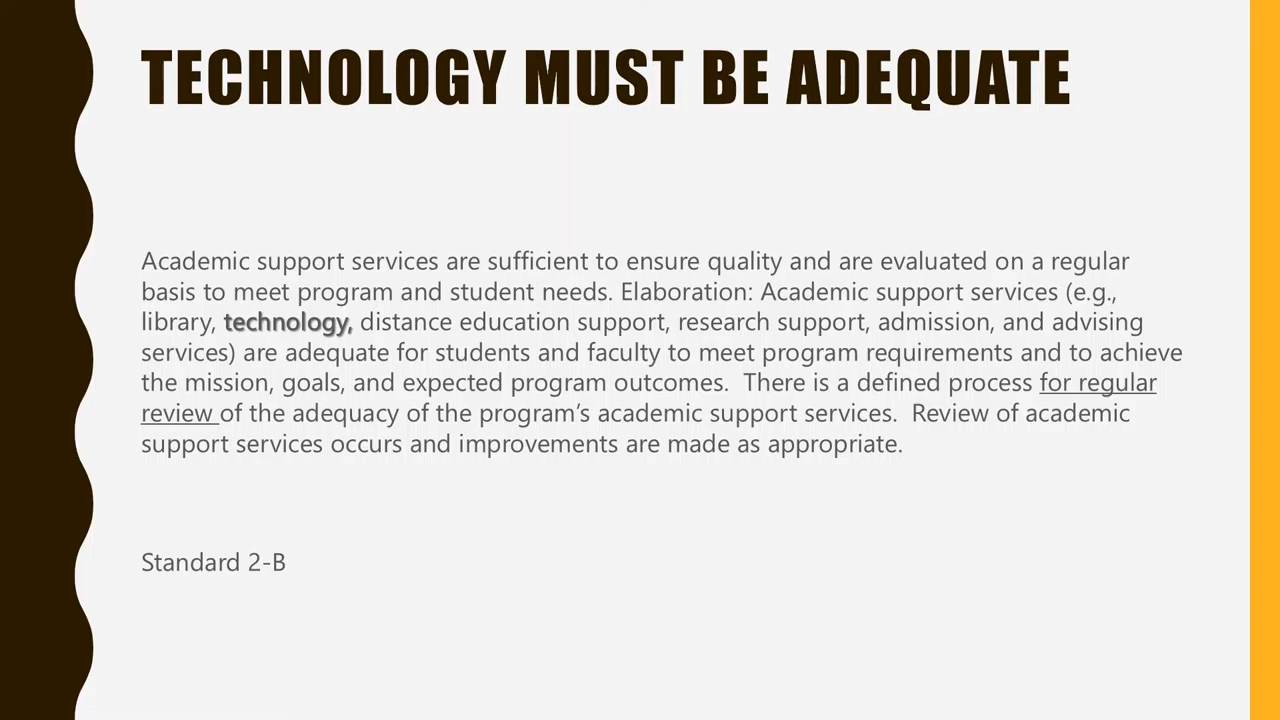 TECHNOLOGY MUST BE ADEQUATE
Academic support services are sufficient to ensure quality and are evaluated on a regular
basis to meet program and student needs. Elaboration: Academic support services (e.g.,
library, technology, distance education support, research support, admission, and advising
services) are adequate for students and faculty to meet program requirements and to achieve
the mission, goals, and expected program outcomes.  There is a defined process for regular
review of the adequacy of the program’s academic support services.  Review of academic
support services occurs and improvements are made as appropriate.
Standard 2-B